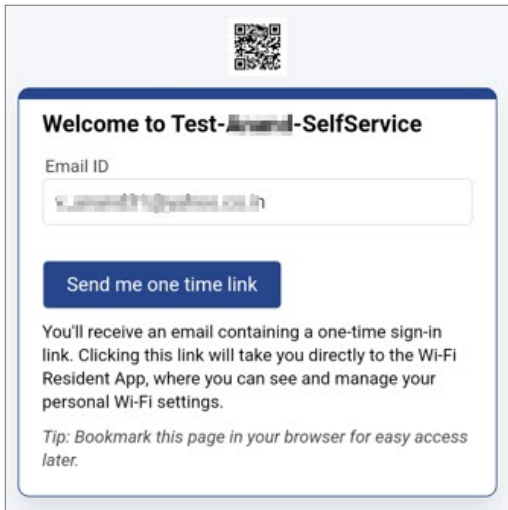 Welcome to Test--SelfService
Email ID
Send me one time link
You'll receive an email containing a one-time sign-in
link. Clicking this link will take you directly to the Wi-Fi
Resident App, where you can see and manage your
personal Wi-Fi settings.
Tip: Bookmark this page in your browser for easy access
later.